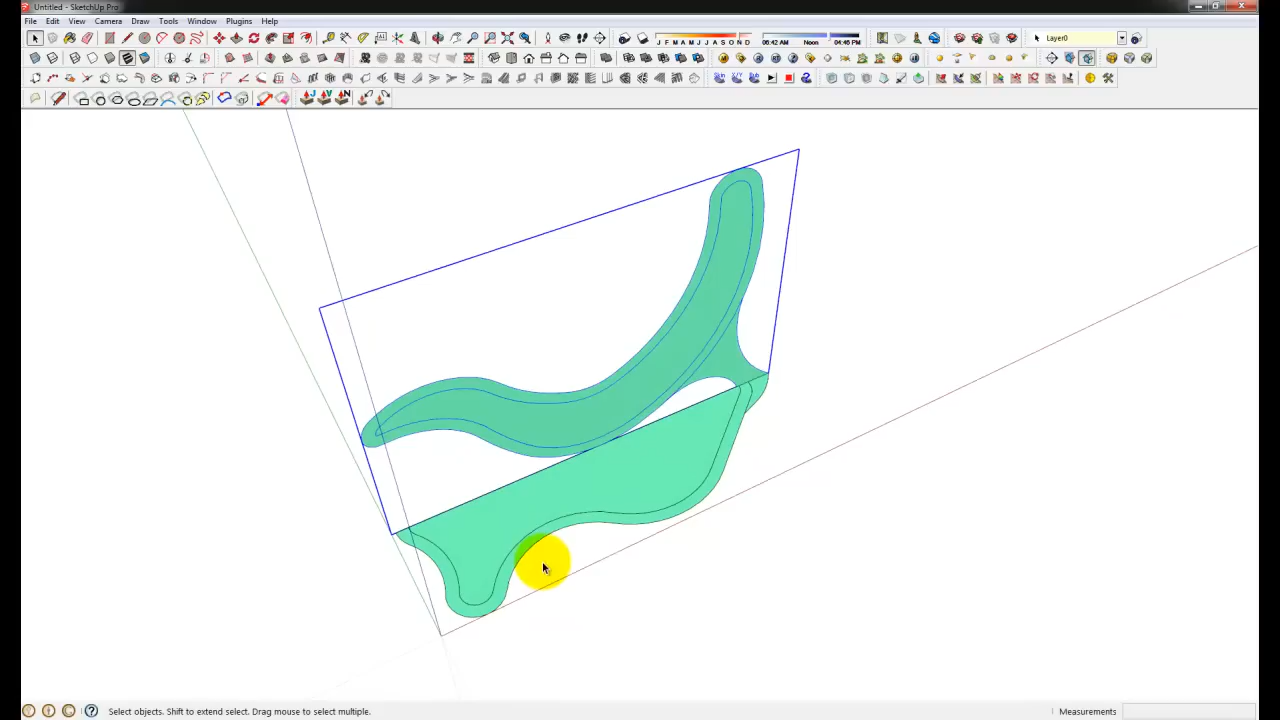 Untitled - SketchUp Pro
File Edit View Camera Draw Tools Window Plugins Help
J F M A M J J A S O N D
06:42 AM Noon 04:46 PM
Layer0
Select objects. Shift to extend select. Drag mouse to select multiple.
Measurements